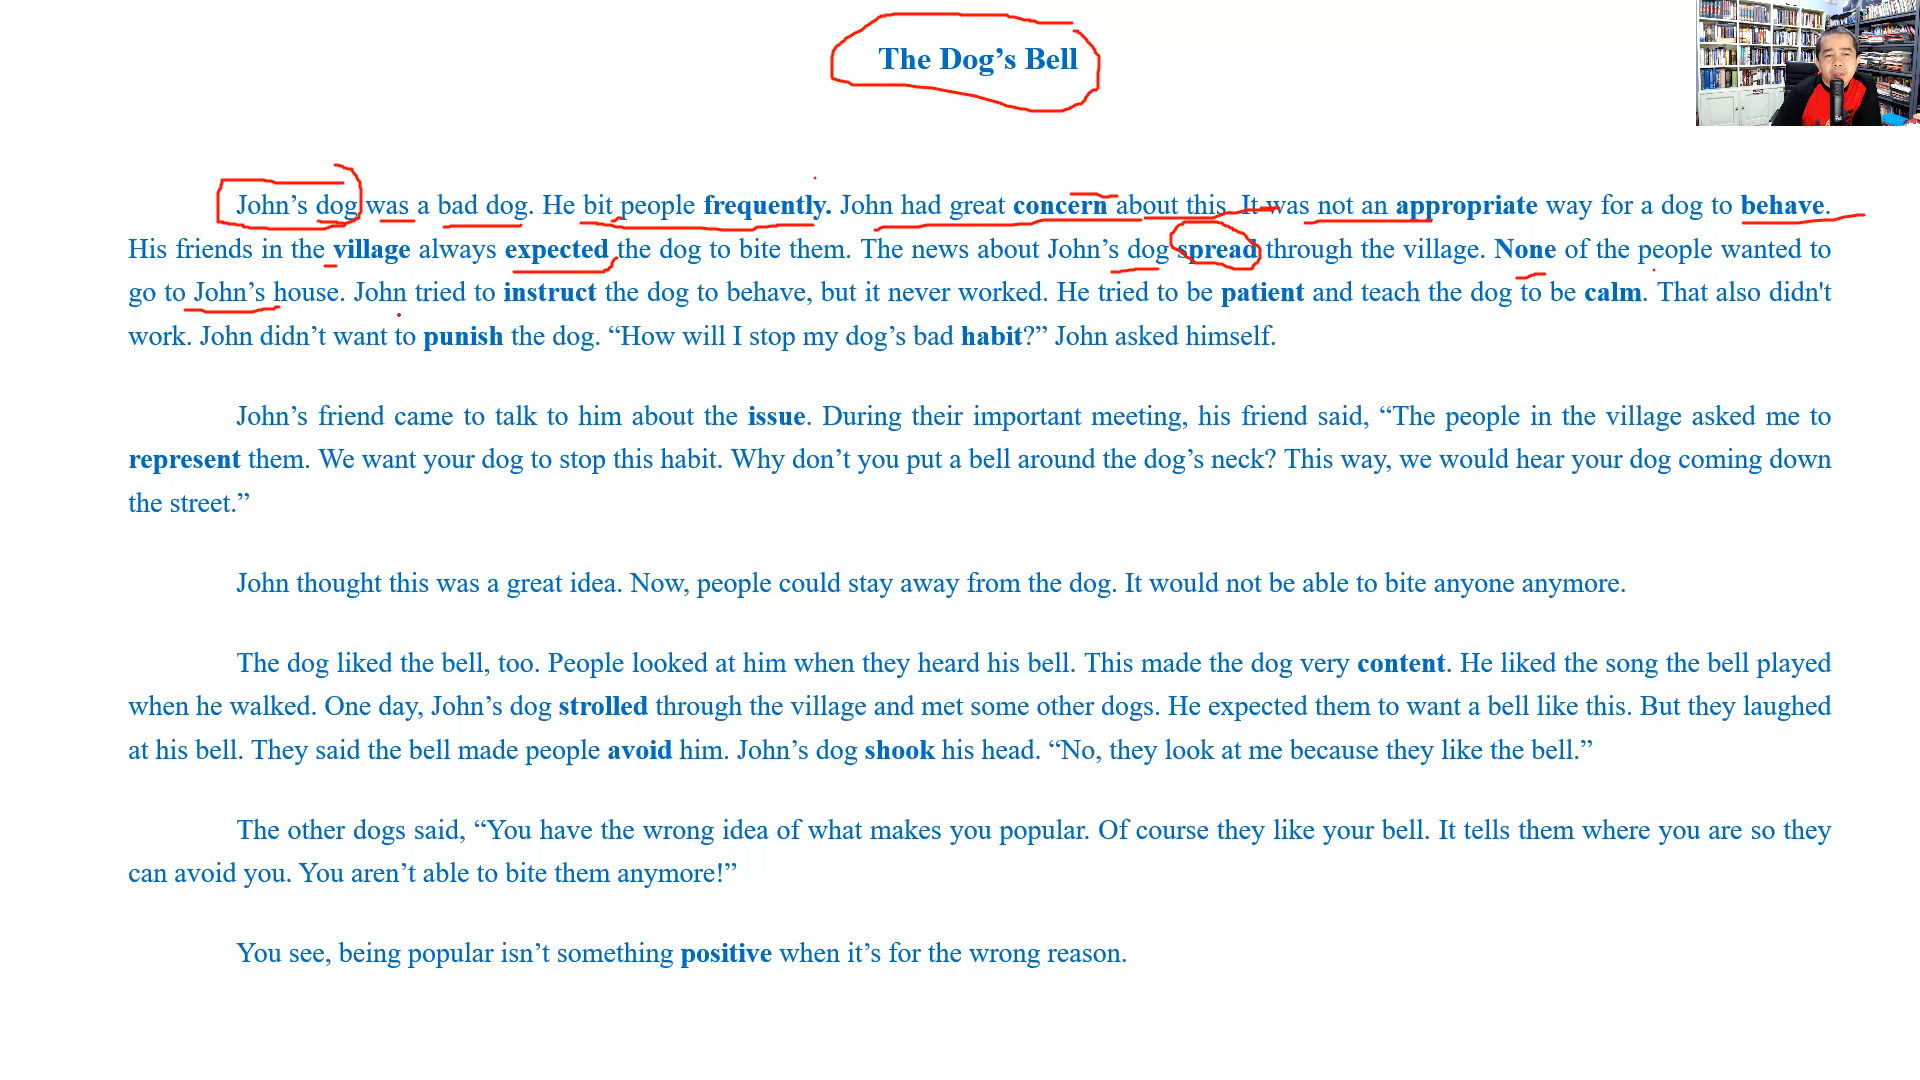 The Dog’s Bell
John’s dog was a bad dog. He bit people frequently. John had great concern about this. It was not an appropriate way for a dog to behave.
His friends in the village always expected the dog to bite them. The news about John’s dog spread through the village. None of the people wanted to
go to John’s house. John tried to instruct the dog to behave, but it never worked. He tried to be patient and teach the dog to be calm. That also didn't
work. John didn’t want to punish the dog. “How will I stop my dog’s bad habit?” John asked himself.
John’s friend came to talk to him about the issue. During their important meeting, his friend said, “The people in the village asked me to
represent them. We want your dog to stop this habit. Why don’t you put a bell around the dog’s neck? This way, we would hear your dog coming down
the street.”
John thought this was a great idea. Now, people could stay away from the dog. It would not be able to bite anyone anymore.
The dog liked the bell, too. People looked at him when they heard his bell. This made the dog very content. He liked the song the bell played
when he walked. One day, John’s dog strolled through the village and met some other dogs. He expected them to want a bell like this. But they laughed
at his bell. They said the bell made people avoid him. John’s dog shook his head. “No, they look at me because they like the bell.”
The other dogs said, “You have the wrong idea of what makes you popular. Of course they like your bell. It tells them where you are so they
can avoid you. You aren’t able to bite them anymore!”
You see, being popular isn’t something positive when it’s for the wrong reason.